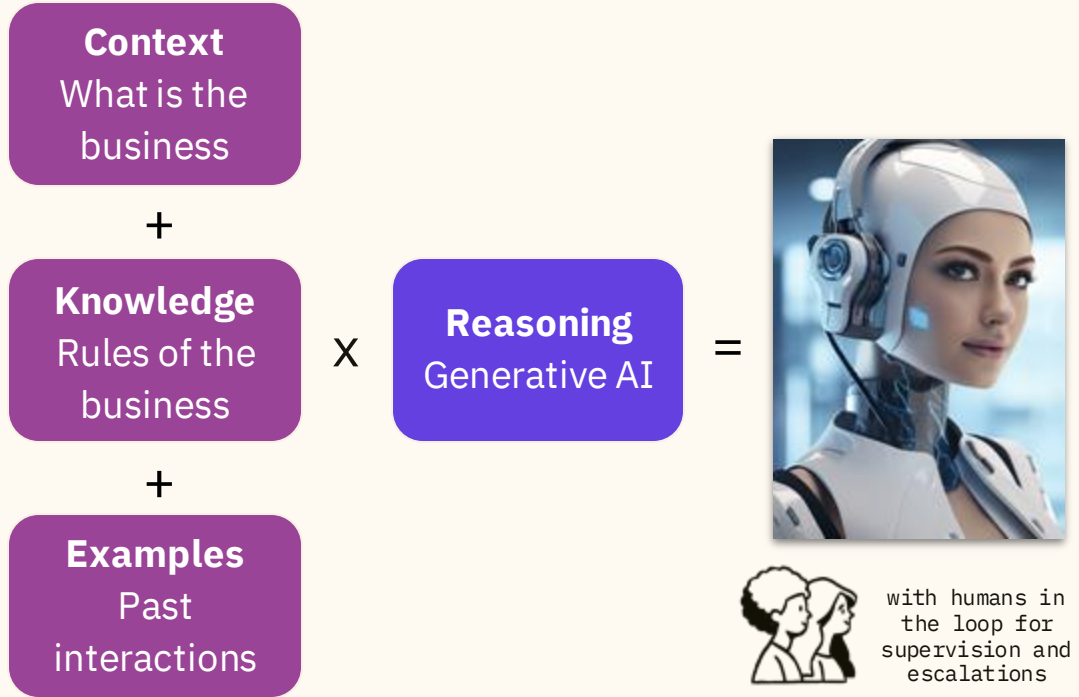 Context
What is the
business
+
Knowledge
Rules of the
business
+
Examples
Past
interactions
x
Reasoning
Generative AI
=
with humans in
the loop for
supervision and
escalations